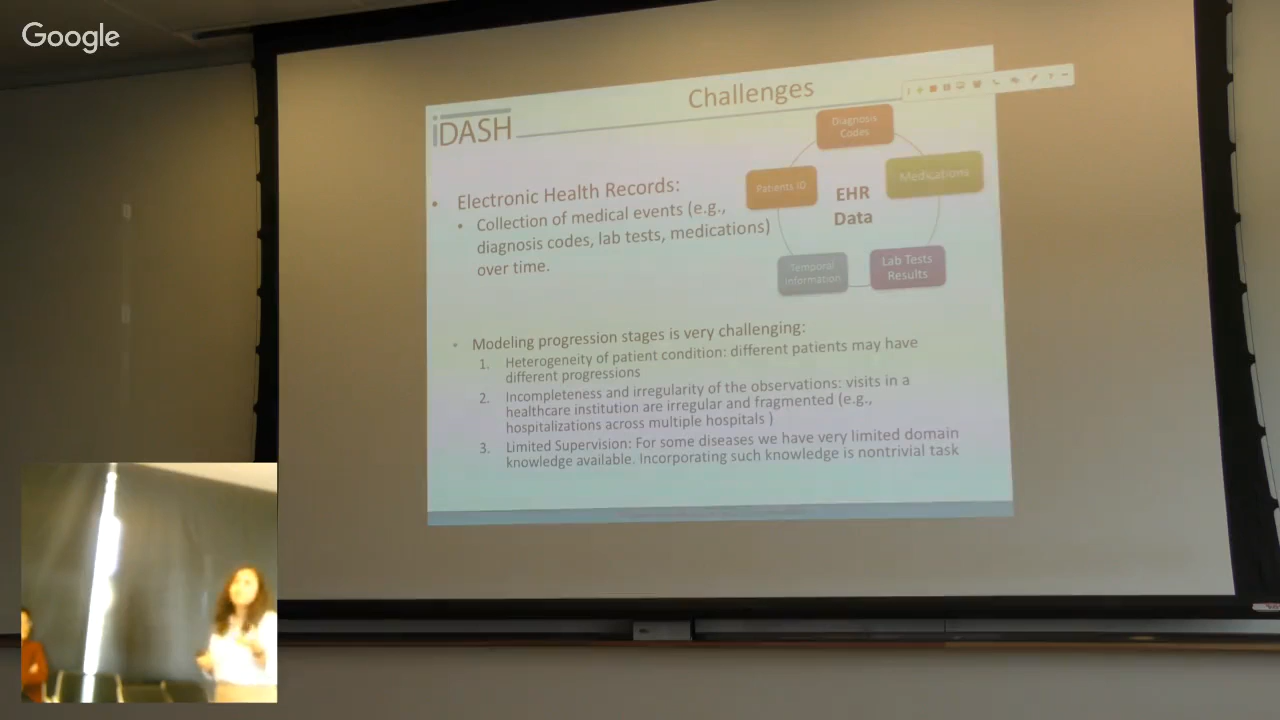 Google
Challenges
iDASH
Diagnosis
Codes
Patients ID
Medications
EHR
Data
Temporal
Information
Lab Tests
Results
• Electronic Health Records:
• Collection of medical events (e.g.,
diagnosis codes, lab tests, medications)
over time.
• Modeling progression stages is very challenging:
1. Heterogeneity of patient condition: different patients may have
different progressions
2. Incompleteness and irregularity of the observations: visits in a
healthcare institution are irregular and fragmented (e.g.,
hospitalizations across multiple hospitals )
3. Limited Supervision: For some diseases we have very limited domain
knowledge available. Incorporating such knowledge is nontrivial task